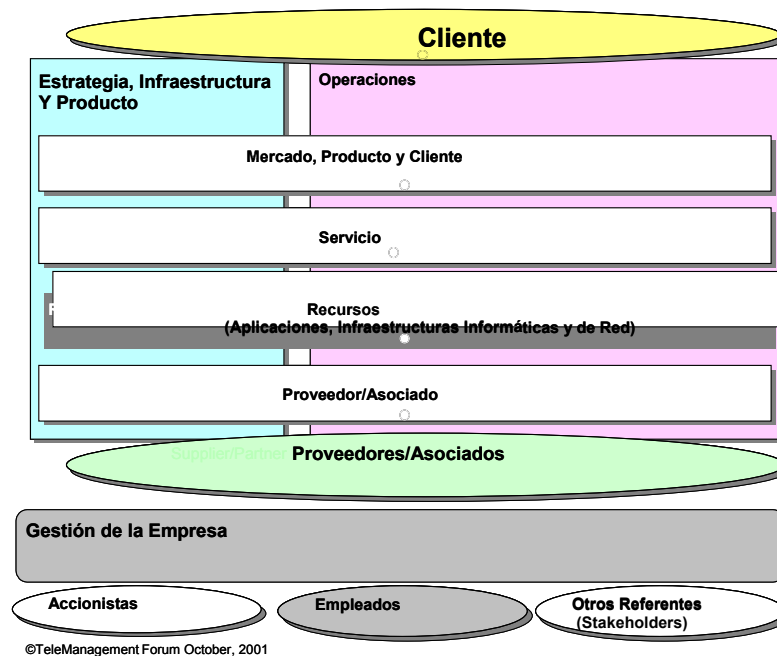 Cliente
Estrategia, Infraestructura
Y Producto
Operaciones
Mercado, Producto y Cliente
Servicio
Recursos
(Aplicaciones, Infraestructuras Informáticas y de Red)
Proveedor/Asociado
Supplier/Partner
Proveedores/Asociados
Gestión de la Empresa
Accionistas
Empleados
Otros Referentes
(Stakeholders)
©TeleManagement Forum October, 2001